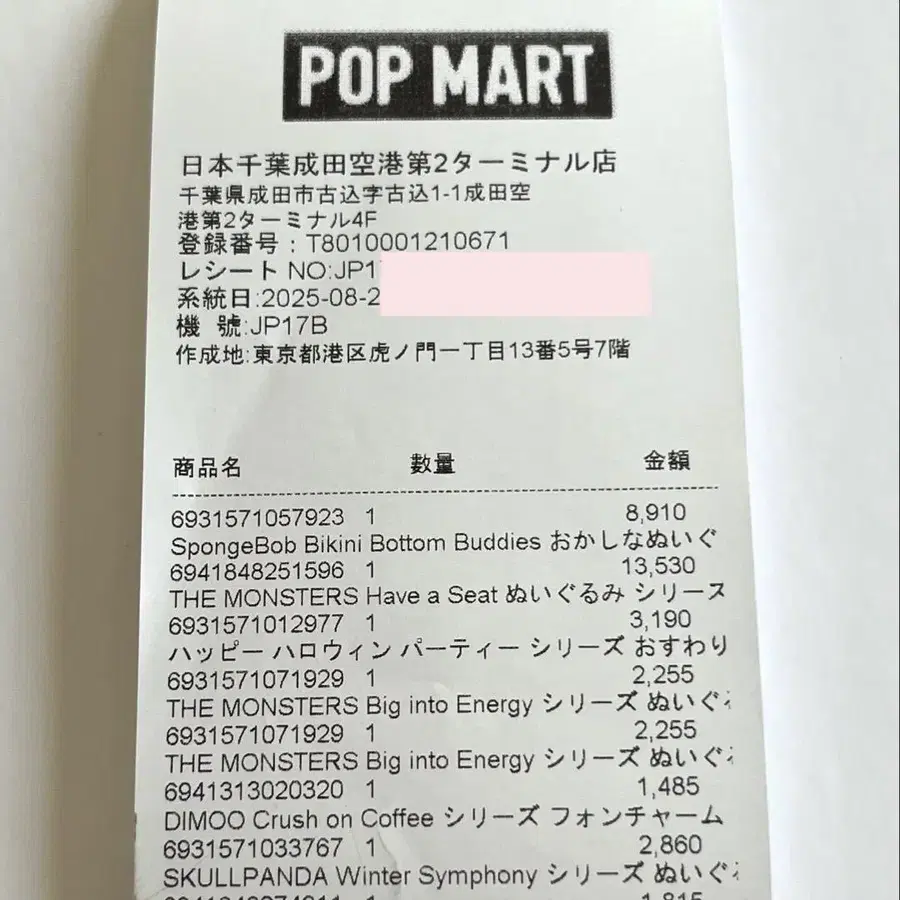 POP MART
日本千葉成田空港第2ターミナル店
千葉県成田市古込字古込1-1成田空
港第2ターミナル4F
登録番号：T8010001210671
レシート NO:JP1
系統日:2025-08-2
機 號:JP17B
作成地:東京都港区虎ノ門一丁目13番5号7階
商品名 數量 金額
6931571057923 1 8,910
SpongeBob Bikini Bottom Buddies おかしなぬいぐ
6941848251596 1 13,530
THE MONSTERS Have a Seat ぬいぐるみ シリーズ
6931571012977 1 3,190
ハッピー ハロウィン パーティー シリーズ おすわり
6931571071929 1 2,255
THE MONSTERS Big into Energy シリーズ ぬいぐ
6931571071929 1 2,255
THE MONSTERS Big into Energy シリーズ ぬいぐ
6941313020320 1 1,485
DIMOO Crush on Coffee シリーズ フォンチャーム
6931571033767 1 2,860
SKULLPANDA Winter Symphony シリーズ ぬいぐ